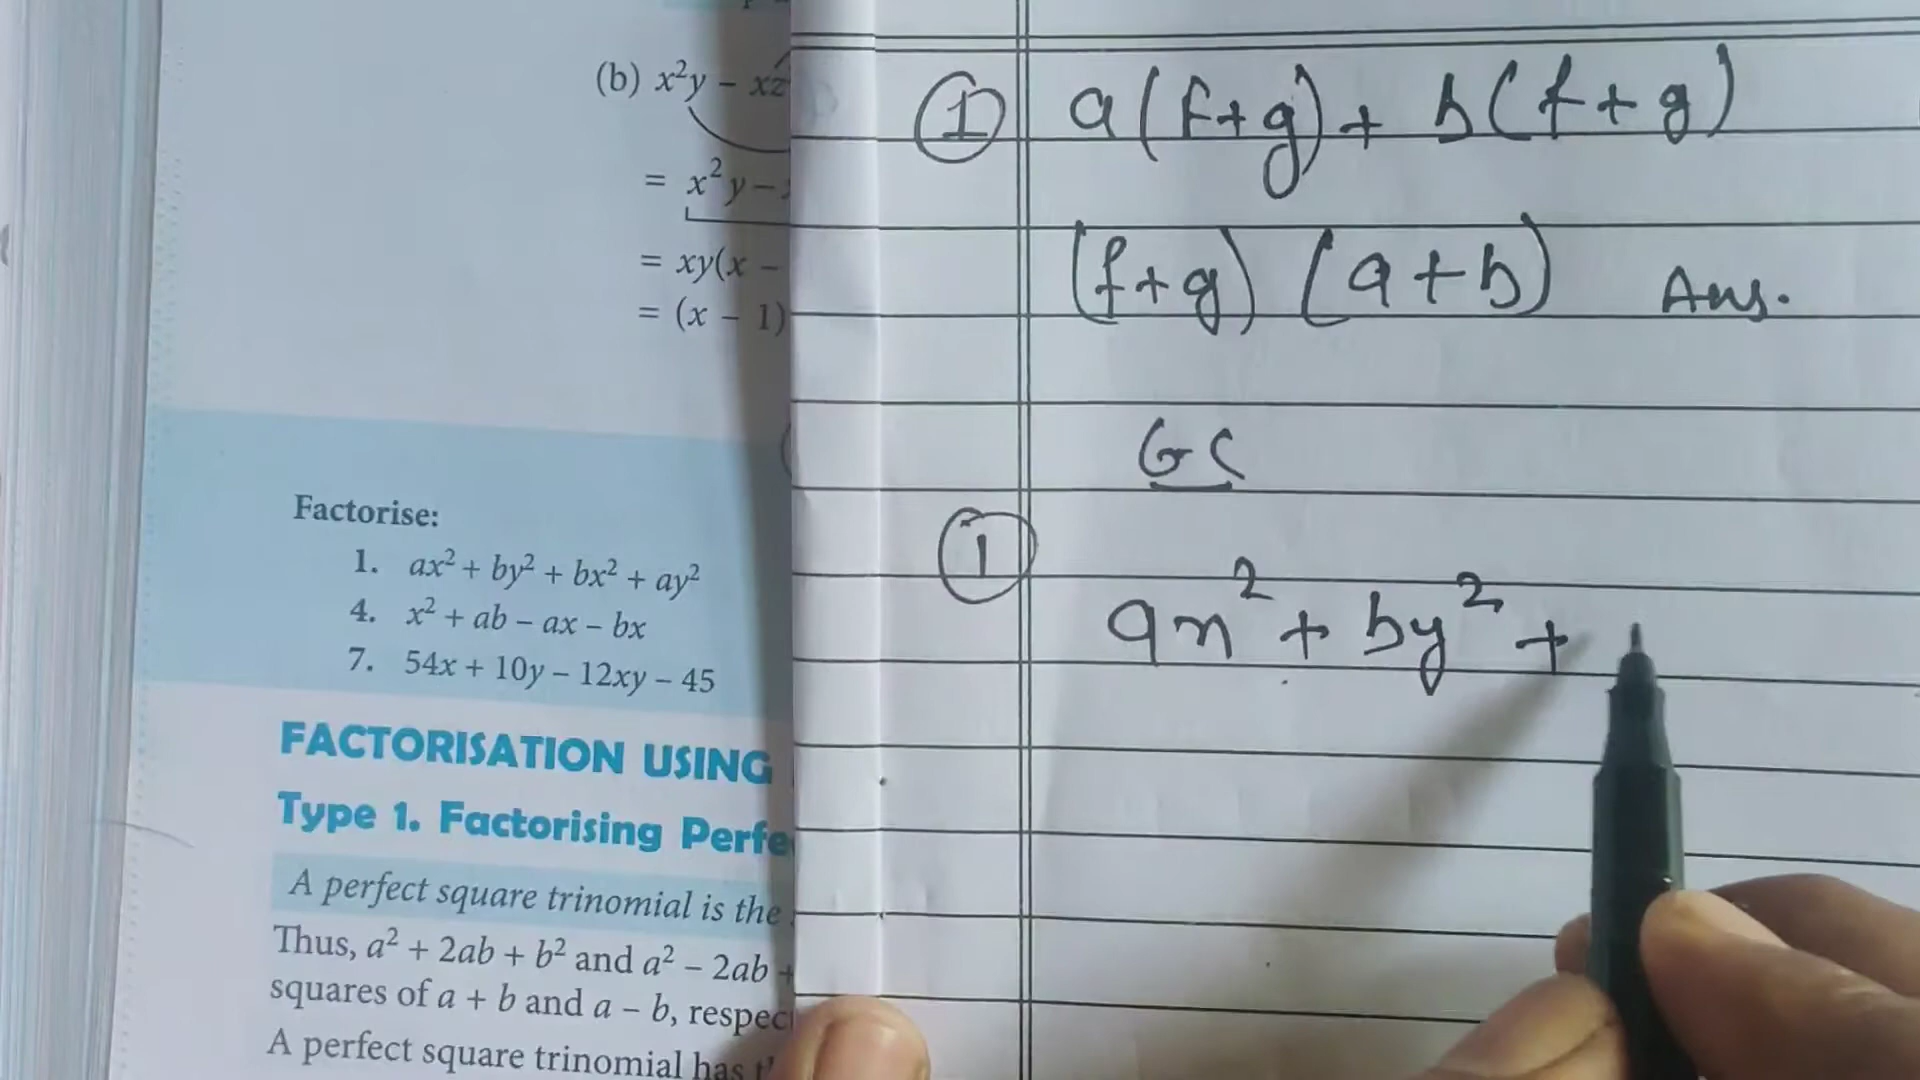 (b) x²y – xz
= x²y –
= xy(x –
= (x – 1)
Factorise:
1. ax² + by² + bx² + ay²
4. x² + ab – ax – bx
7. 54x + 10y – 12xy – 45
FACTORISATION USING
Type 1. Factorising Perfe
A perfect square trinomial is the
Thus, a² + 2ab + b² and a² – 2ab +
squares of a + b and a – b, respec
A perfect square trinomial has
① a(f+g) + b(f+g)
(f+g) (a+b) Ans.
GC
① ax² + by² +